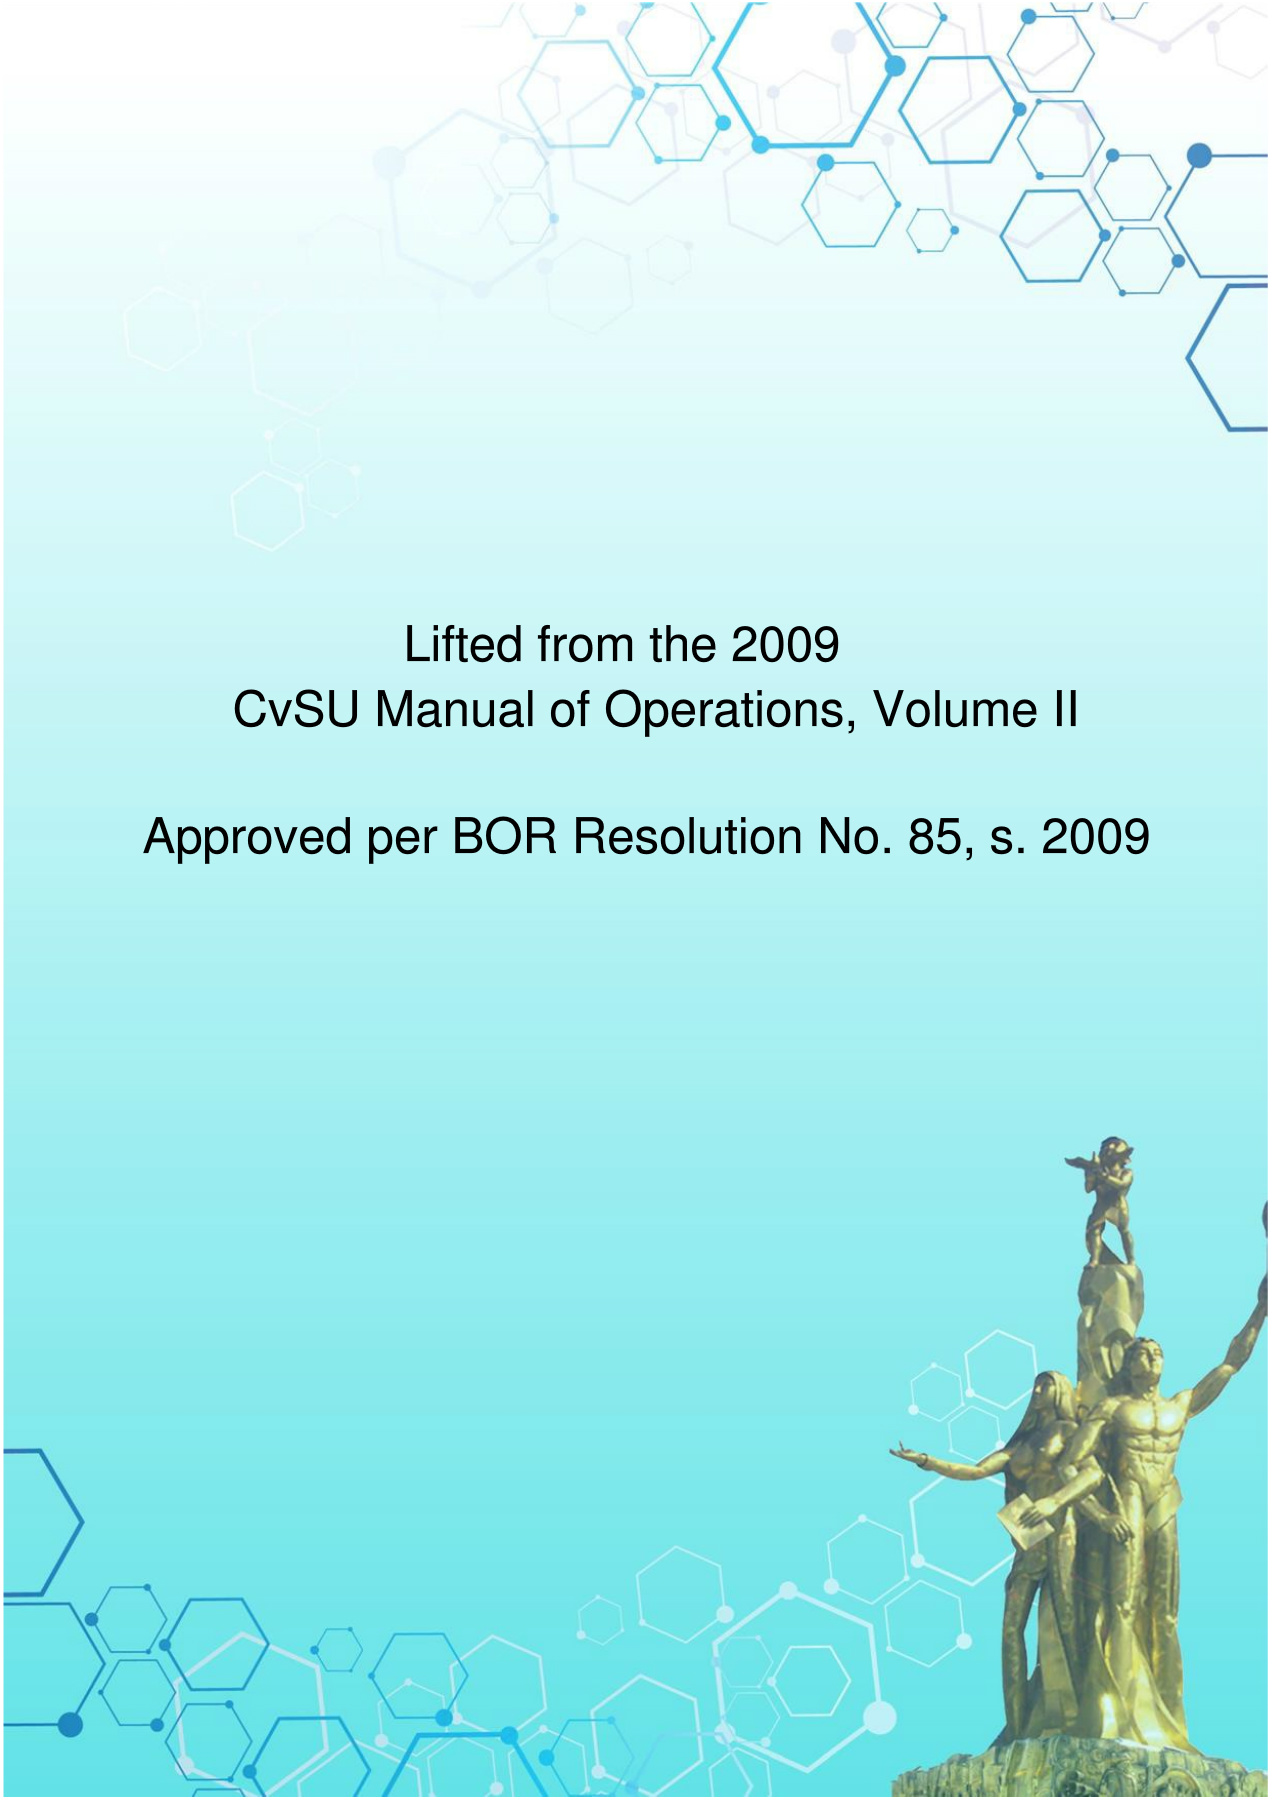 Lifted from the 2009
CvSU Manual of Operations, Volume II
Approved per BOR Resolution No. 85, s. 2009